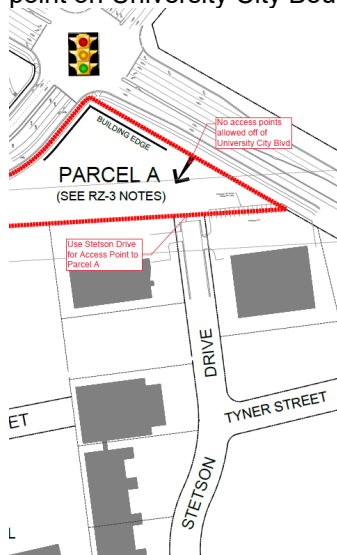 point on University City Bou
No access points
allowed off of
University City Blvd
BUILDING EDGE
PARCEL A
(SEE RZ-3 NOTES)
Use Stetson Drive
for Access Point to
Parcel A
DRIVE
TYNER STREET
ET
STETSON
L